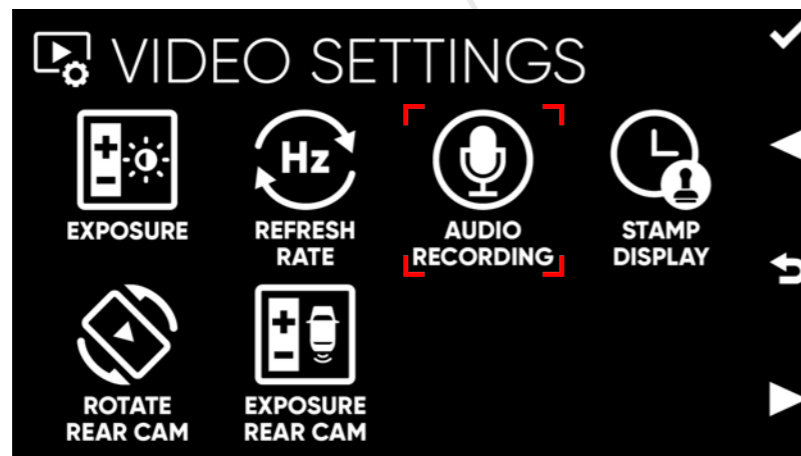 VIDEO SETTINGS
Hz
EXPOSURE
REFRESH
RATE
AUDIO
RECORDING
STAMP
DISPLAY
ROTATE
REAR CAM
EXPOSURE
REAR CAM